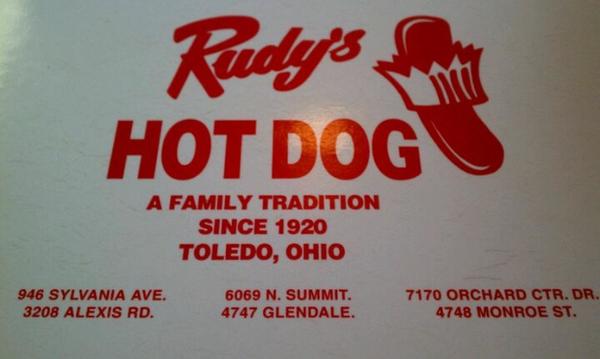 Rudy's
HOT DOG
A FAMILY TRADITION
SINCE 1920
TOLEDO, OHIO
946 SYLVANIA AVE.
3208 ALEXIS RD.
6069 N. SUMMIT.
4747 GLENDALE.
7170 ORCHARD CTR. DR.
4748 MONROE ST.